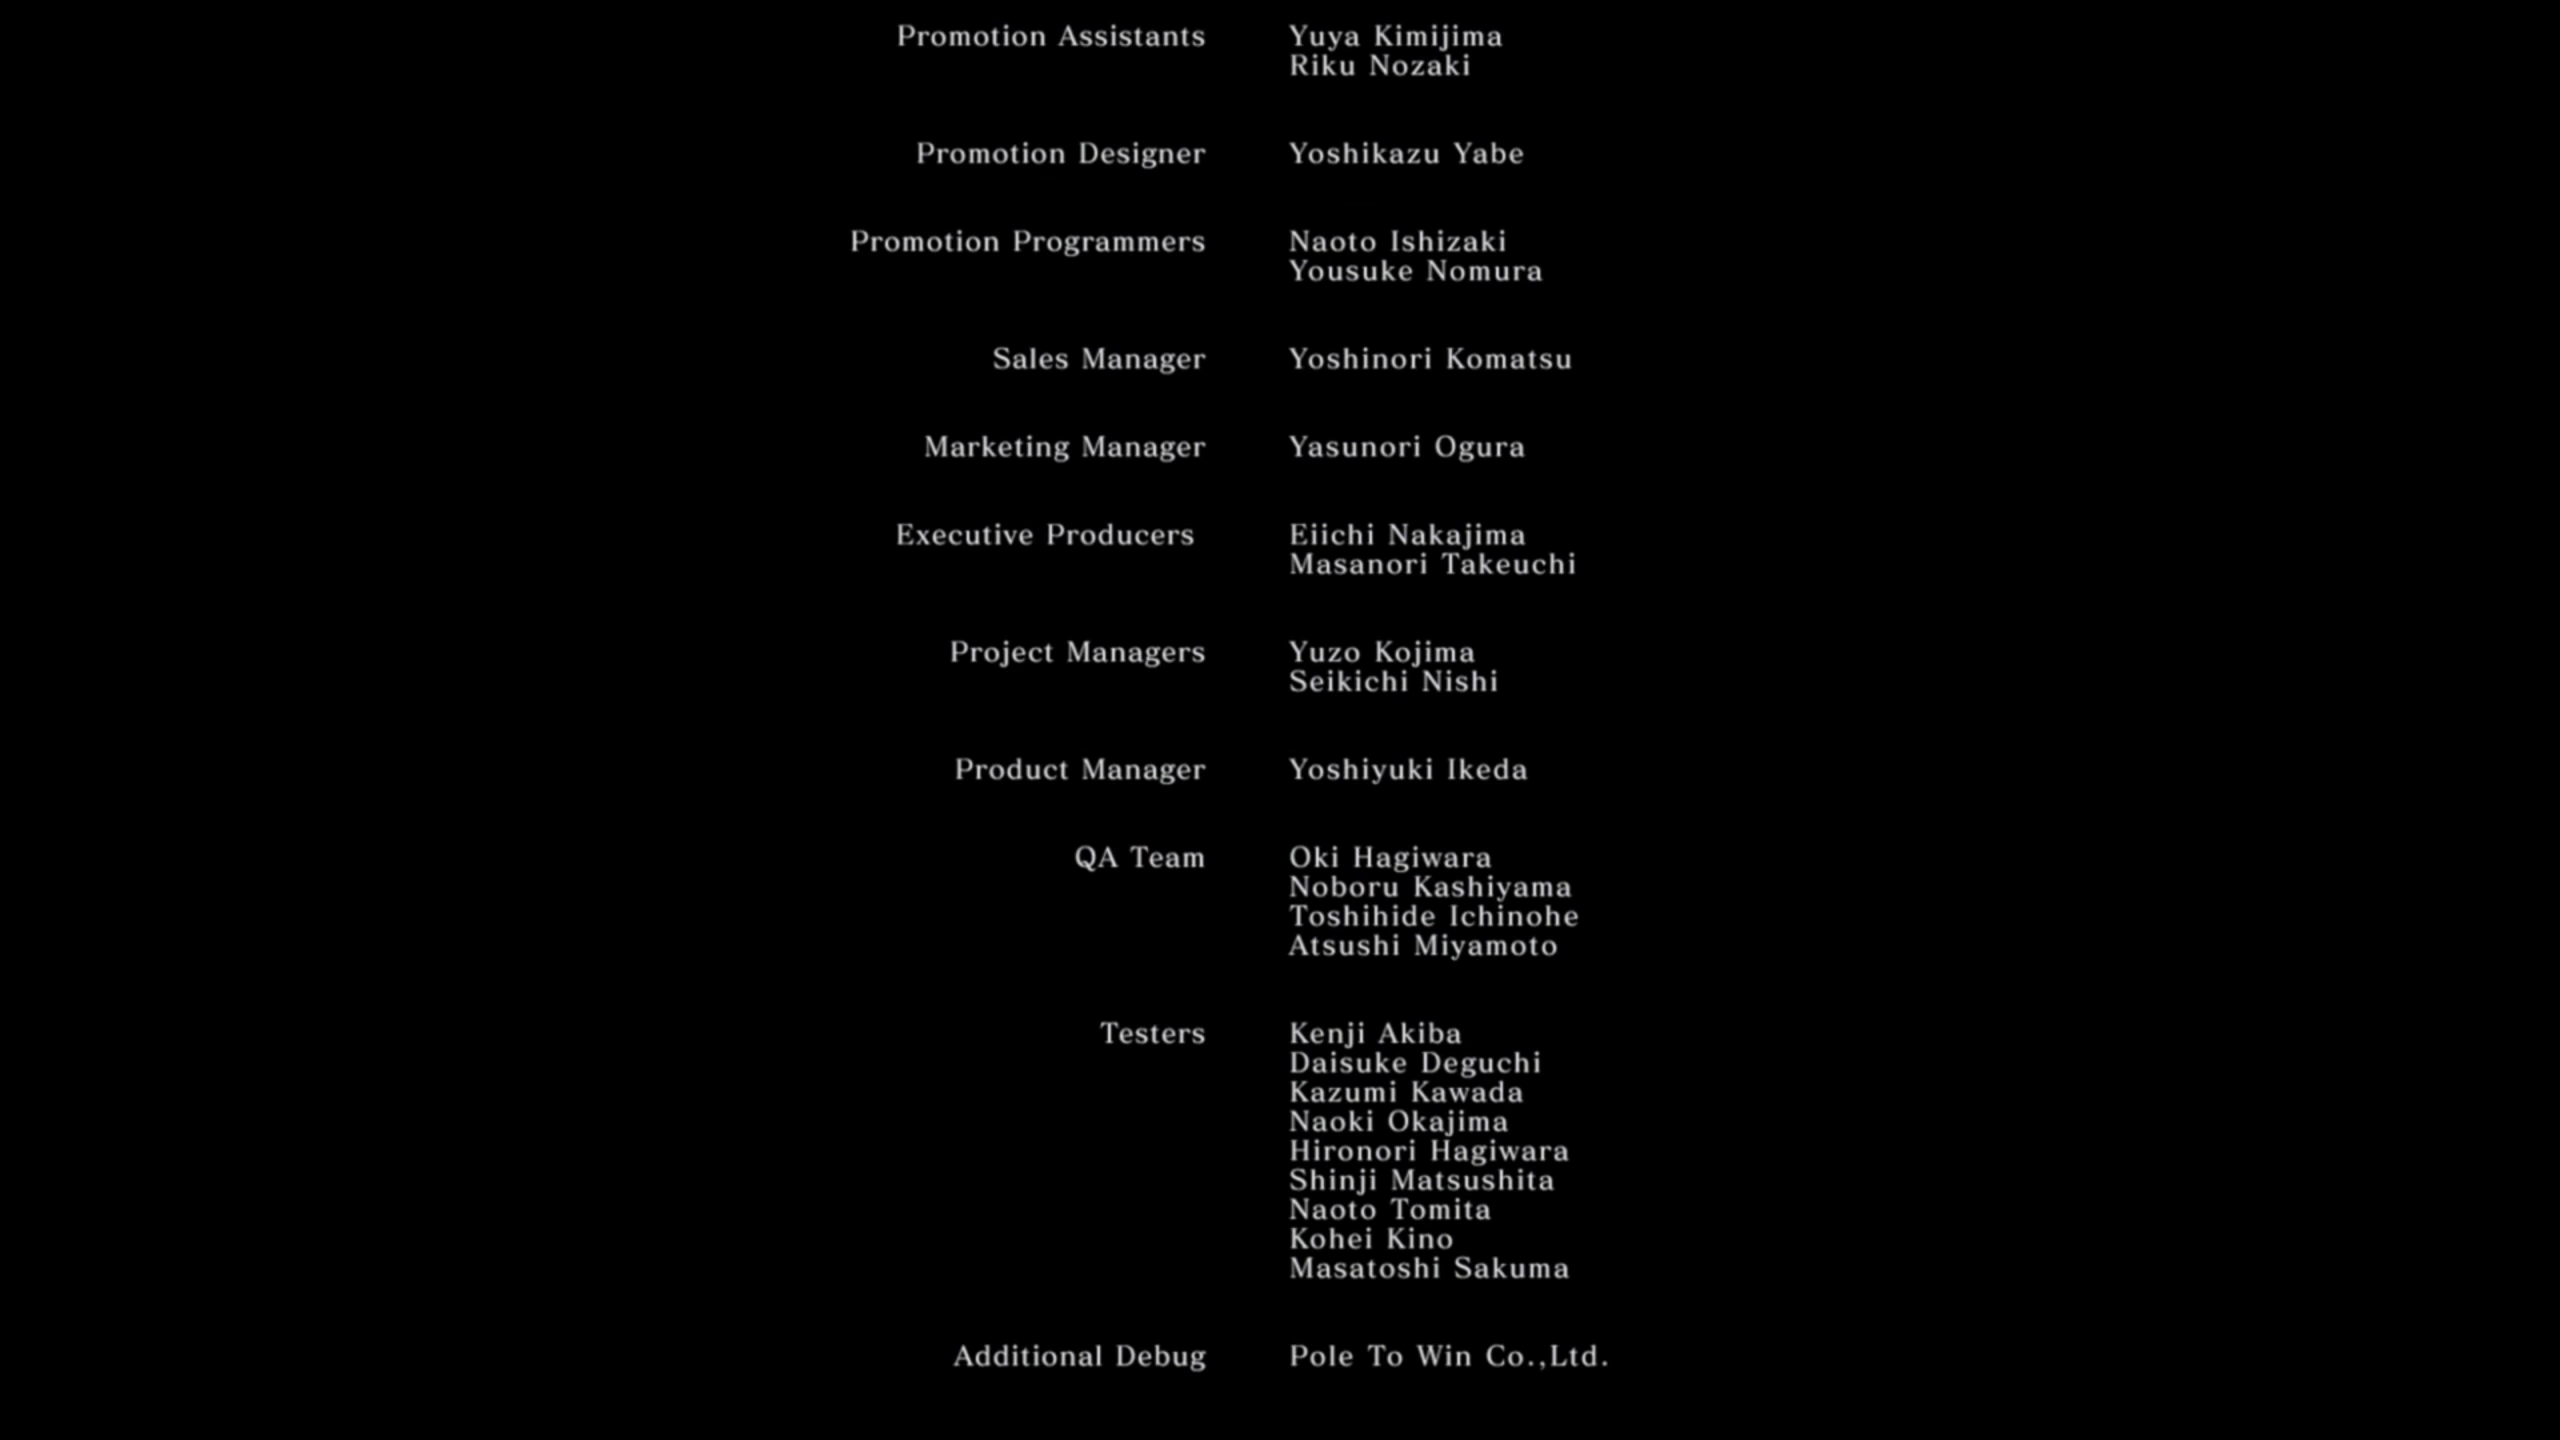 Promotion Assistants Yuya Kimijima
Riku Nozaki
Promotion Designer Yoshikazu Yabe
Promotion Programmers Naoto Ishizaki
Yousuke Nomura
Sales Manager Yoshinori Komatsu
Marketing Manager Yasunori Ogura
Executive Producers Eiichi Nakajima
Masanori Takeuchi
Project Managers Yuzo Kojima
Seikichi Nishi
Product Manager Yoshiyuki Ikeda
QA Team Oki Hagiwara
Noboru Kashiyama
Toshihide Ichinohe
Atsushi Miyamoto
Testers Kenji Akiba
Daisuke Deguchi
Kazumi Kawada
Naoki Okajima
Hironori Hagiwara
Shinji Matsushita
Naoto Tomita
Kohei Kino
Masatoshi Sakuma
Additional Debug Pole To Win Co.,Ltd.